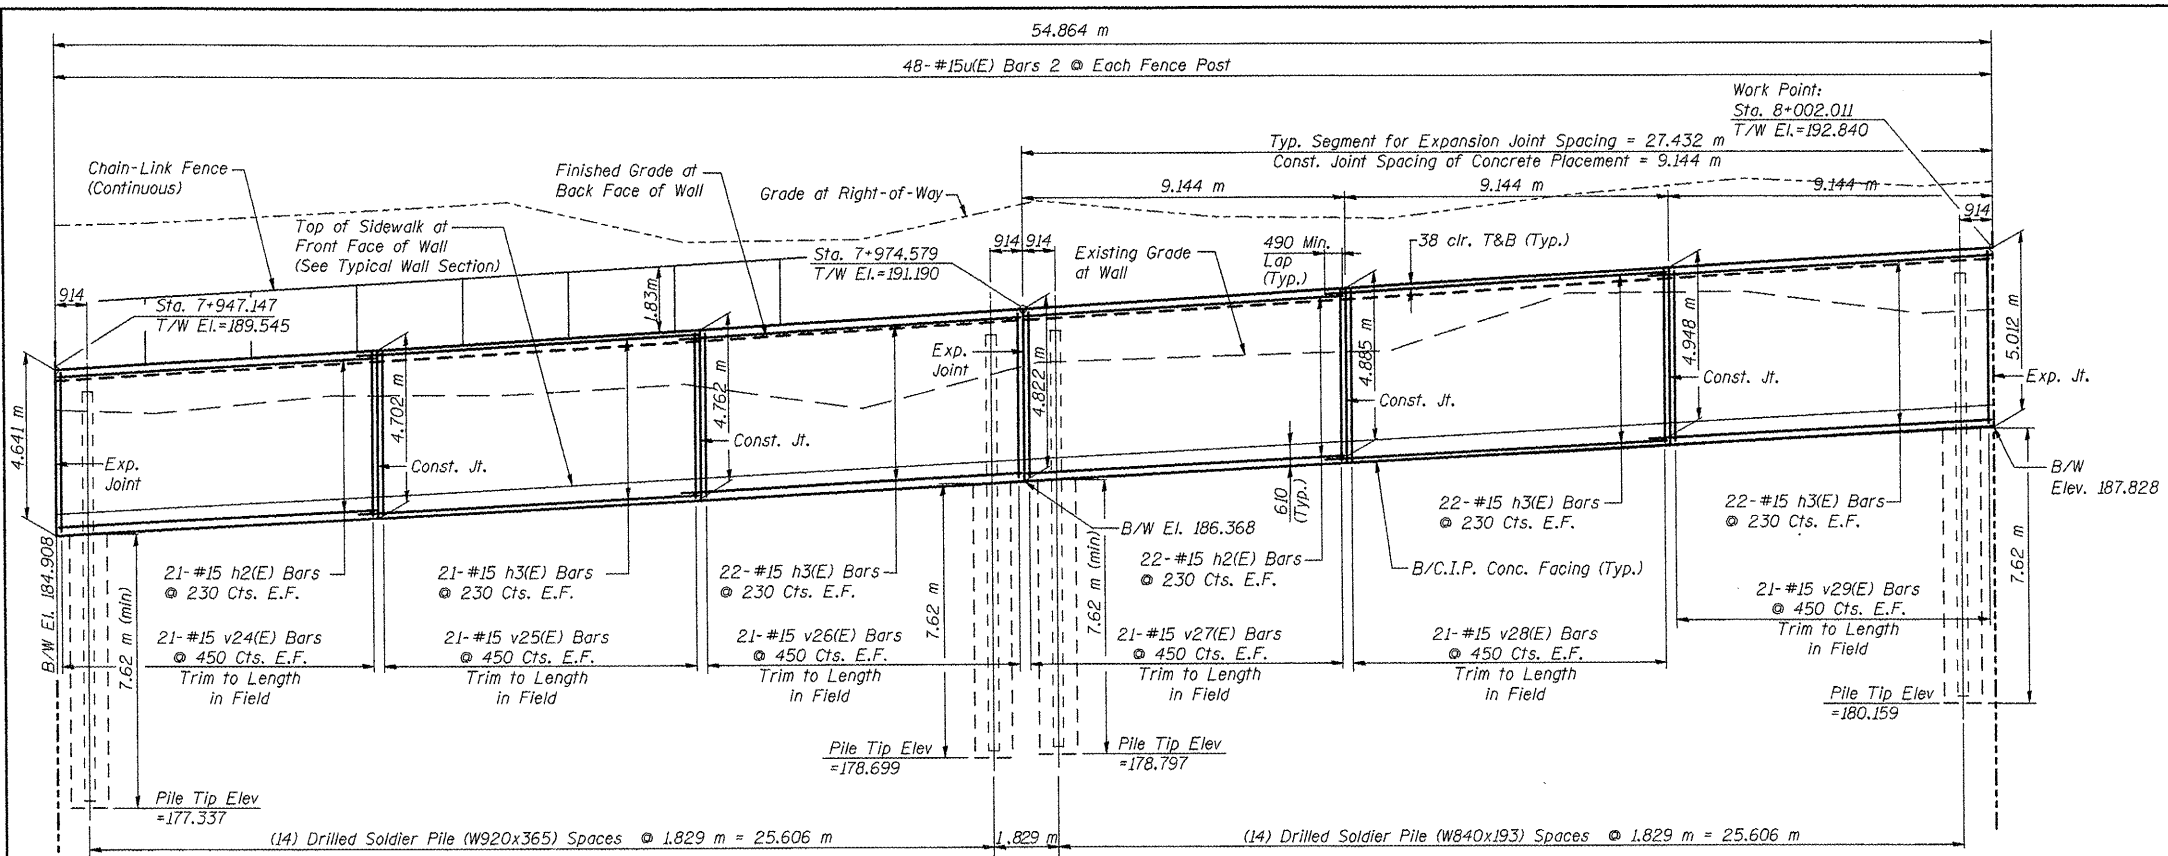 54.864 m
48-#15u(E) Bars 2 @ Each Fence Post
Work Point:
Sta. 8+002.011
T/W El.=192.840
Typ. Segment for Expansion Joint Spacing = 27.432 m
Const. Joint Spacing of Concrete Placement = 9.144 m
Chain-Link Fence
(Continuous)
Finished Grade at
Back Face of Wall
Grade at Right-of-Way
9.144 m
9.144 m
9.144 m
914
Top of Sidewalk at
Front Face of Wall
(See Typical Wall Section)
914
914
Sta. 7+974.579
T/W El.=191.190
Existing Grade
at Wall
490 Min.
Lap
(Typ.)
38 clr. T&B (Typ.)
914
Sta. 7+947.147
T/W El.=189.545
1.83m
4.641 m
4.702 m
4.762 m
4.822 m
4.885 m
4.948 m
5.012 m
Exp.
Joint
Const. Jt.
Const. Jt.
Exp.
Joint
Const. Jt.
Const. Jt.
Exp. Jt.
B/W
Elev. 187.828
610
(Typ.)
B/W El. 186.368
B/C.I.P. Conc. Facing (Typ.)
B/W El. 184.908
7.62 m (min)
7.62 m
7.62 m (min)
7.62 m
21-#15 h2(E) Bars
@ 230 Cts. E.F.
21-#15 h3(E) Bars
@ 230 Cts. E.F.
22-#15 h3(E) Bars
@ 230 Cts. E.F.
22-#15 h2(E) Bars
@ 230 Cts. E.F.
22-#15 h3(E) Bars
@ 230 Cts. E.F.
22-#15 h3(E) Bars
@ 230 Cts. E.F.
21-#15 v24(E) Bars
@ 450 Cts. E.F.
Trim to Length
in Field
21-#15 v25(E) Bars
@ 450 Cts. E.F.
Trim to Length
in Field
21-#15 v26(E) Bars
@ 450 Cts. E.F.
Trim to Length
in Field
21-#15 v27(E) Bars
@ 450 Cts. E.F.
Trim to Length
in Field
21-#15 v28(E) Bars
@ 450 Cts. E.F.
Trim to Length
in Field
21-#15 v29(E) Bars
@ 450 Cts. E.F.
Trim to Length
in Field
Pile Tip Elev
=177.337
Pile Tip Elev
=178.699
Pile Tip Elev
=178.797
Pile Tip Elev
=180.159
(14) Drilled Soldier Pile (W920x365) Spaces @ 1.829 m = 25.606 m
1.829 m
(14) Drilled Soldier Pile (W840x193) Spaces @ 1.829 m = 25.606 m